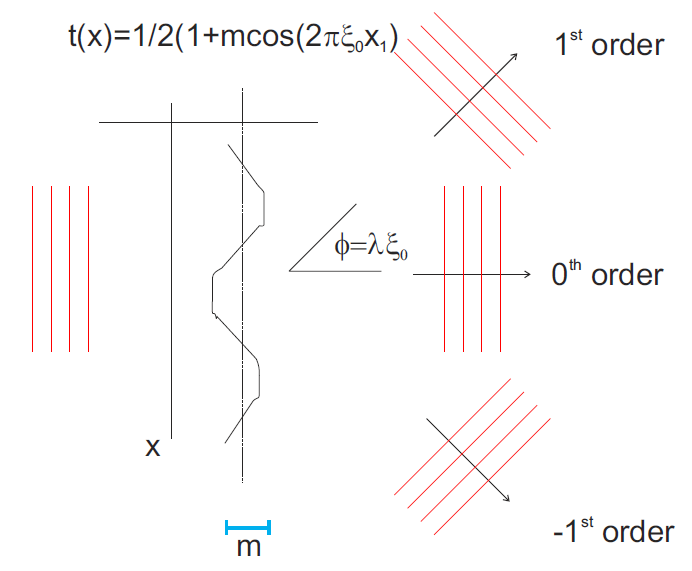 t(x)=1/2(1+mcos(2πξ₀x₁)
1ˢᵗ order
ϕ=λξ₀
0ᵗʰ order
x
-1ˢᵗ order
m